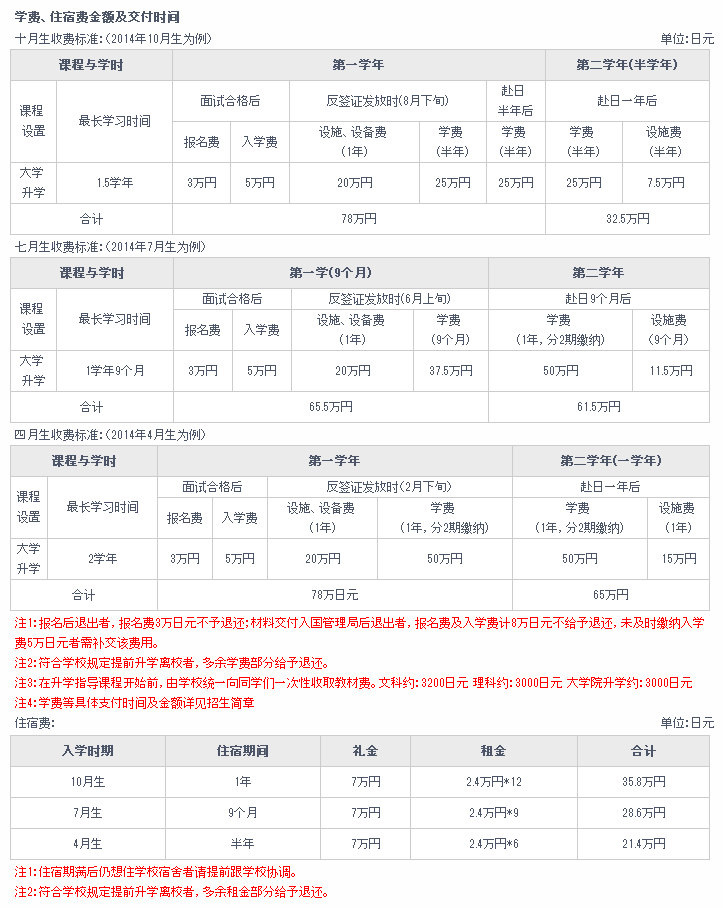 学费、住宿费金额及交付时间
十月生收费标准:（2014年10月生为例） 单位:日元
课程与学时 第一学年 第二学年(半学年)
课程
设置 最长学习时间 面试合格后 反签证发放时(8月下旬) 赴日
半年后 赴日一年后
报名费 入学费 设施、设备费
(1年) 学费
(半年) 学费
(半年) 学费
(半年) 设施费
(半年)
大学
升学 1.5学年 3万円 5万円 20万円 25万円 25万円 25万円 7.5万円
合计 78万円 32.5万円
七月生收费标准:（2014年7月生为例）
课程与学时 第一学(9个月) 第二学年
课程
设置 最长学习时间 面试合格后 反签证发放时(6月上旬) 赴日9个月后
报名费 入学费 设施、设备费
(1年) 学费
(9个月) 学费
(1年, 分2期缴纳) 设施费
(9个月)
大学
升学 1学年9个月 3万円 5万円 20万円 37.5万円 50万円 11.5万円
合计 65.5万円 61.5万円
四月生收费标准:（2014年4月生为例）
课程与学时 第一学年 第二学年(一学年)
课程
设置 最长学习时间 面试合格后 反签证发放时(2月下旬) 赴日一年后
报名费 入学费 设施、设备费
(1年) 学费
(1年, 分2期缴纳) 学费
(1年, 分2期缴纳) 设施费
(1年)
大学
升学 2学年 3万円 5万円 20万円 50万円 50万円 15万円
合计 78万日元 65万円
注1:报名后退出者，报名费3万日元不予退还;材料交付入国管理局后退出者，报名费及入学费计8万日元不给予退还，未及时缴纳入学
费5万日元者需补交该费用。
注2:符合学校规定提前升学离校者，多余学费部分给予退还。
注3:在升学指导课程开始前，由学校统一向同学们一次性收取教材费。文科约:3200日元 理科约:3000日元 大学院升学约:3000日元
注4:学费等具体支付时间及金额详见招生简章
住宿费: 单位:日元
入学时期 住宿期间 礼金 租金 合计
10月生 1年 7万円 2.4万円*12 35.8万円
7月生 9个月 7万円 2.4万円*9 28.6万円
4月生 半年 7万円 2.4万円*6 21.4万円
注1:住宿期满后仍想住学校宿舍者请提前跟学校协调。
注2:符合学校规定提前升学离校者，多余租金部分给予退还。